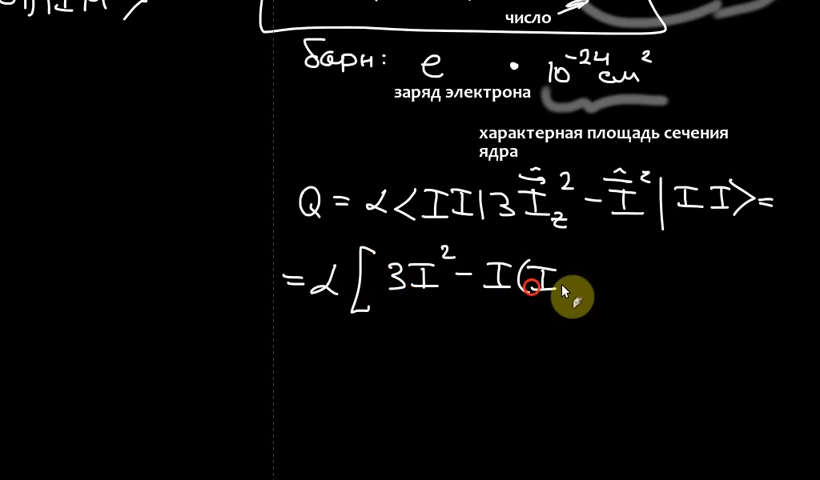 число
барн: e · 10⁻²⁴ см²
заряд электрона
характерная площадь сечения
ядра
Q = α<II|3Î_z² − Î²|II> =
= α[3I² − I(I